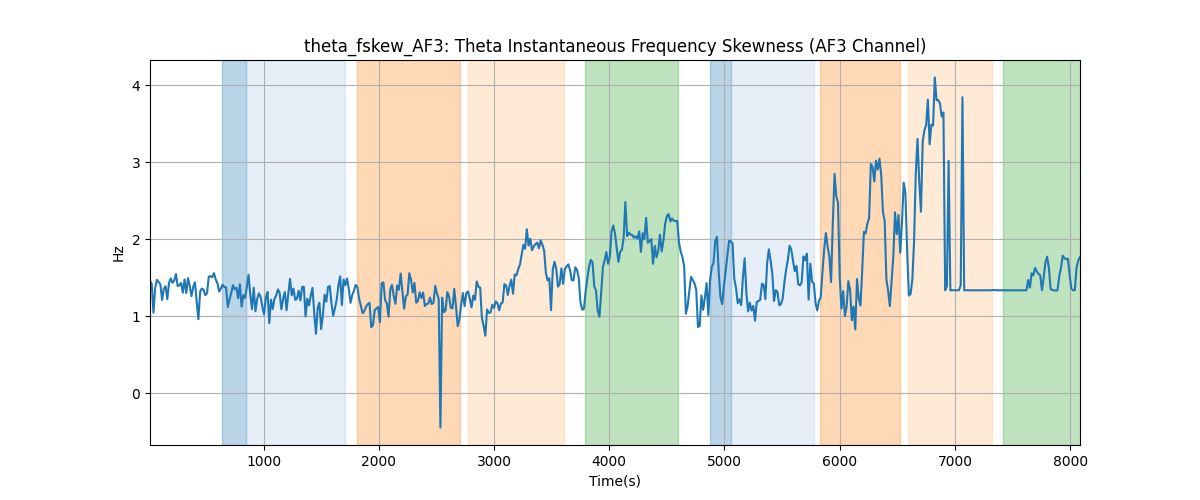 theta_fskew_AF3: Theta Instantaneous Frequency Skewness (AF3 Channel)
4
3
2
1
0
Hz
1000 2000 3000 4000 5000 6000 7000 8000
Time(s)